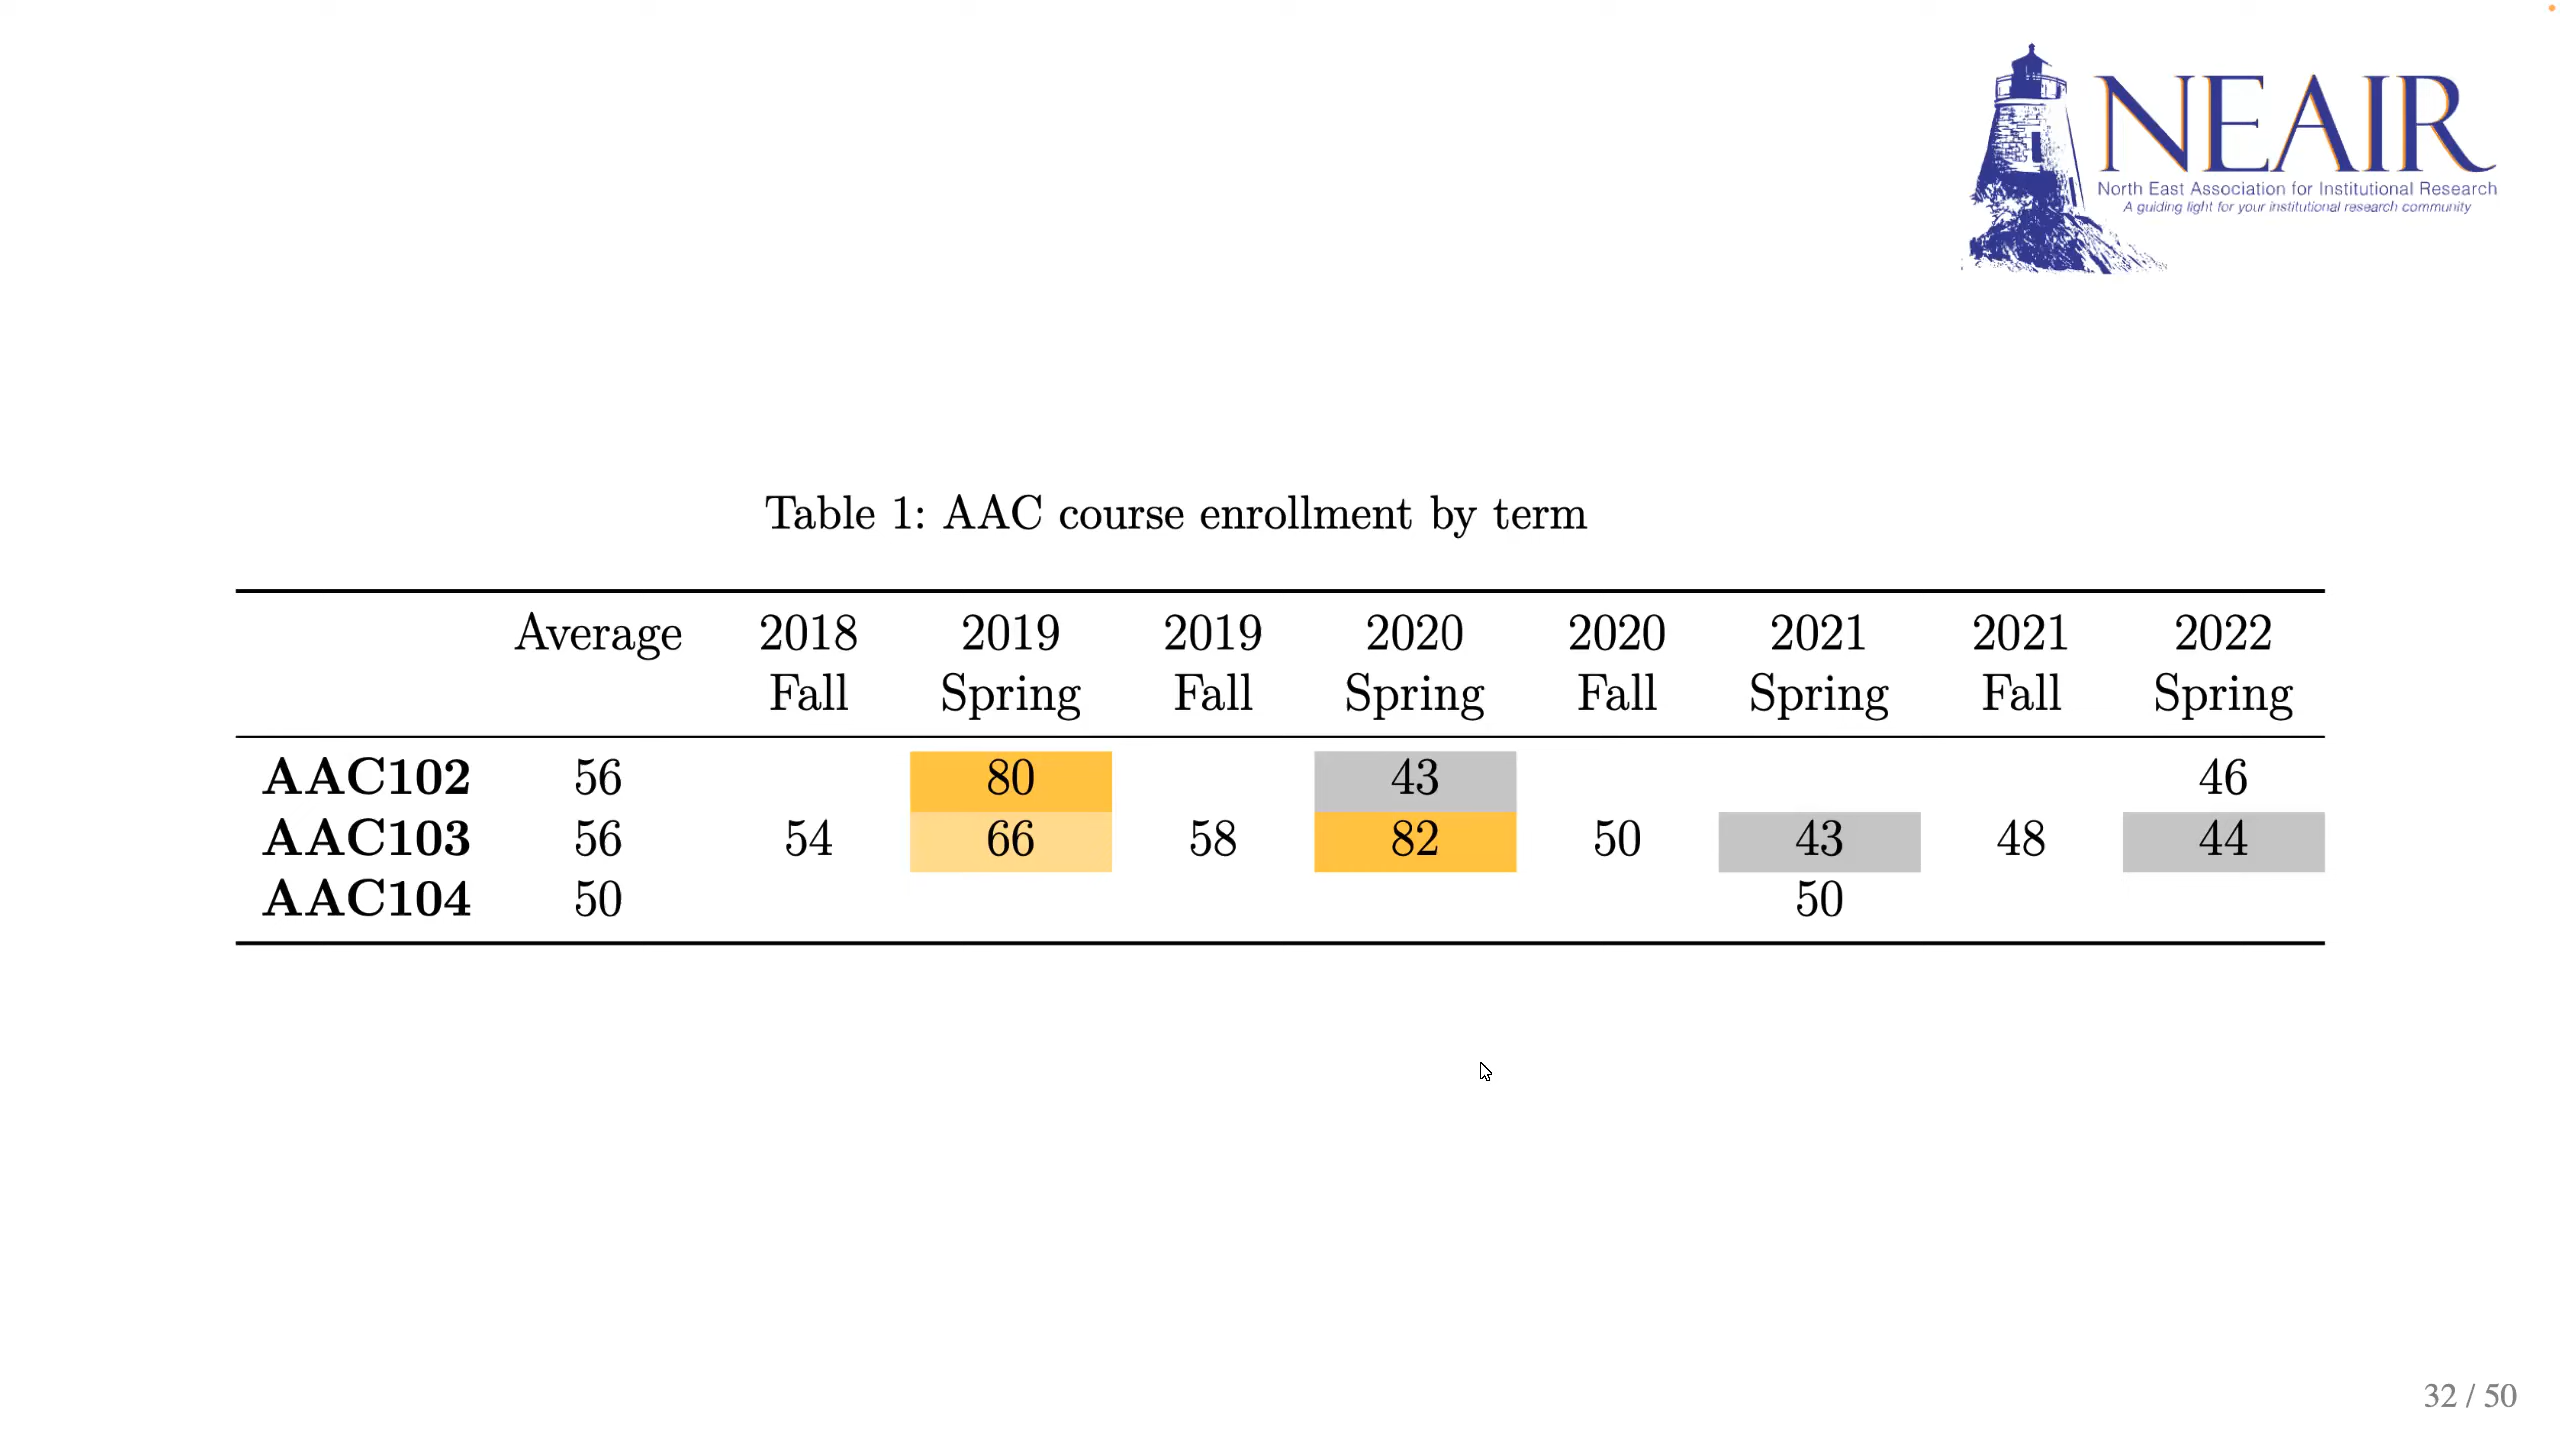 NEAIR
North East Association for Institutional Research
A guiding light for your institutional research community
Table 1: AAC course enrollment by term
Average 2018 2019 2019 2020 2020 2021 2021 2022
Fall Spring Fall Spring Fall Spring Fall Spring
AAC102 56 80 43 46
AAC103 56 54 66 58 82 50 43 48 44
AAC104 50 50
32 / 50